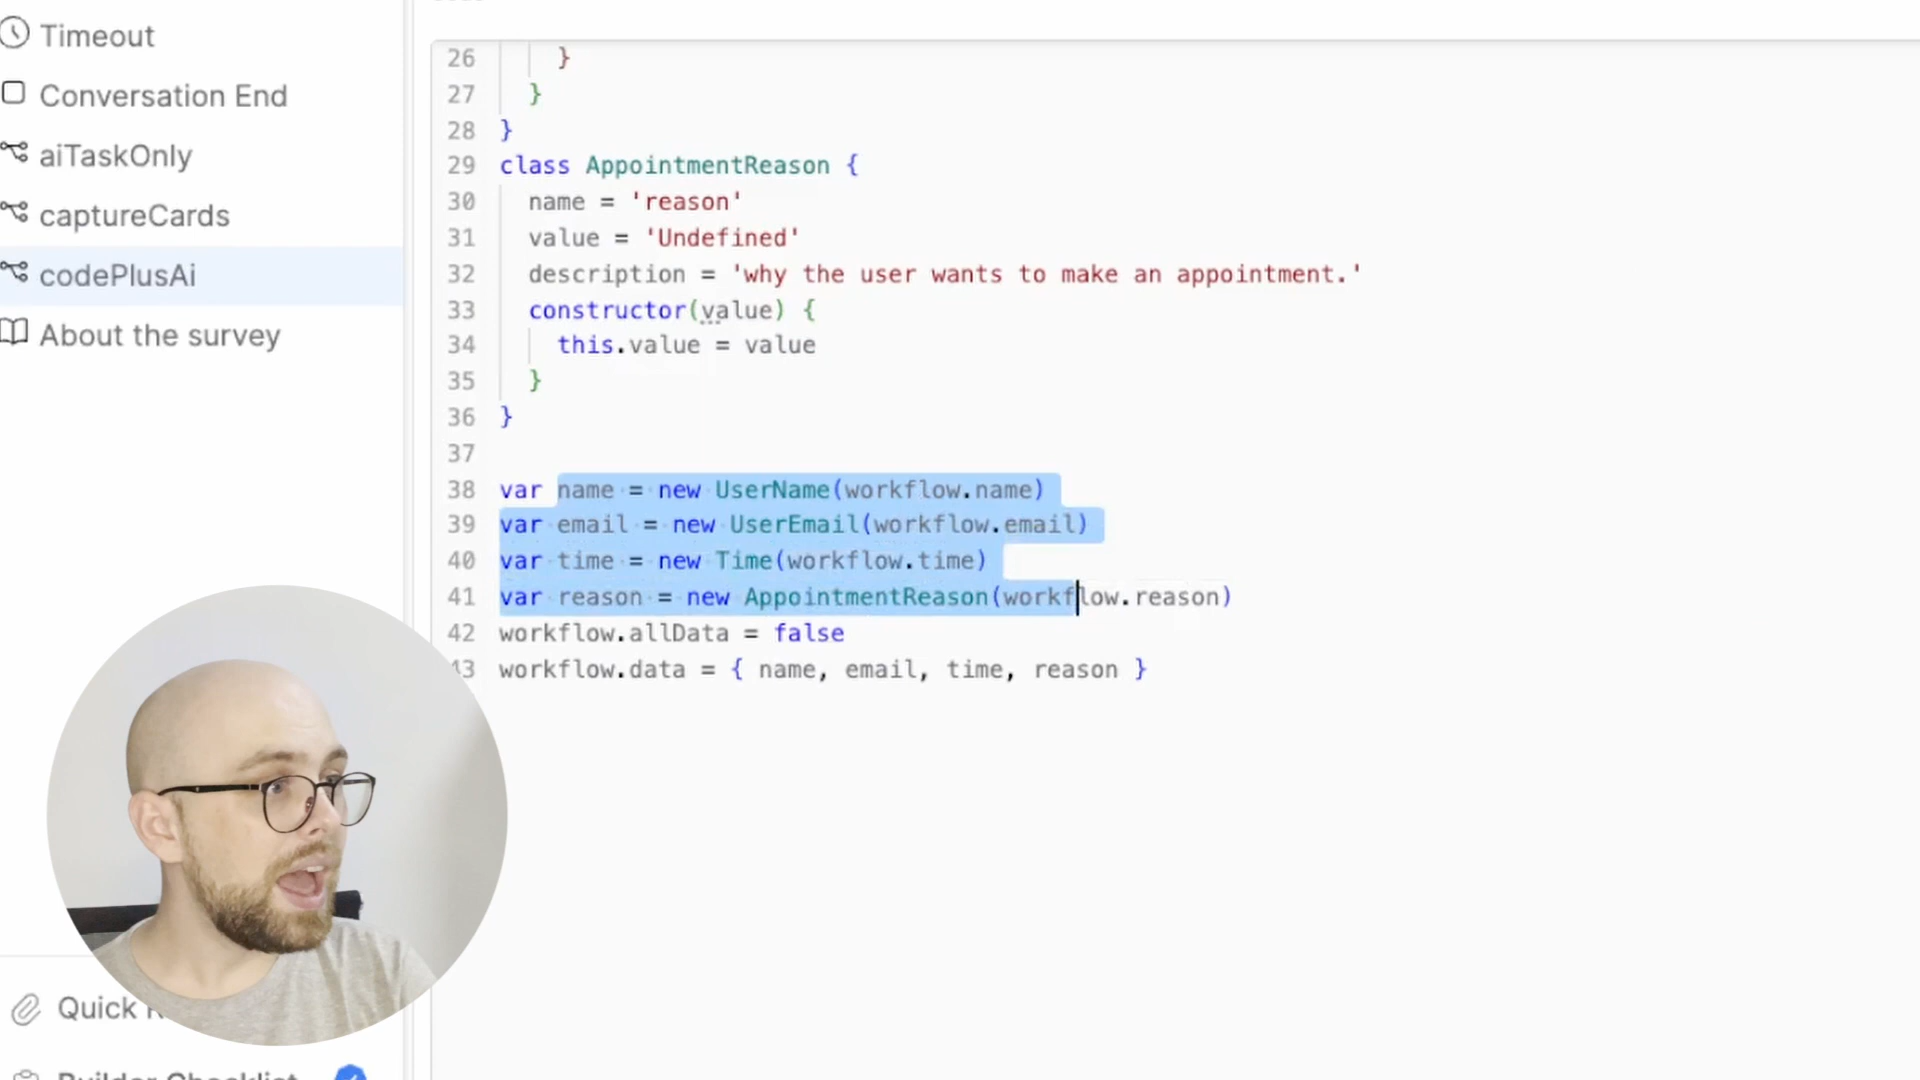 Timeout
Conversation End
aiTaskOnly
captureCards
codePlusAi
About the survey
Quick
Builder Checklist
26 }
27 }
28 }
29 class AppointmentReason {
30 name = 'reason'
31 value = 'Undefined'
32 description = 'why the user wants to make an appointment.'
33 constructor(value) {
34 this.value = value
35 }
36 }
37
38 var name = new UserName(workflow.name)
39 var email = new UserEmail(workflow.email)
40 var time = new Time(workflow.time)
41 var reason = new AppointmentReason(workflow.reason)
42 workflow.allData = false
43 workflow.data = { name, email, time, reason }